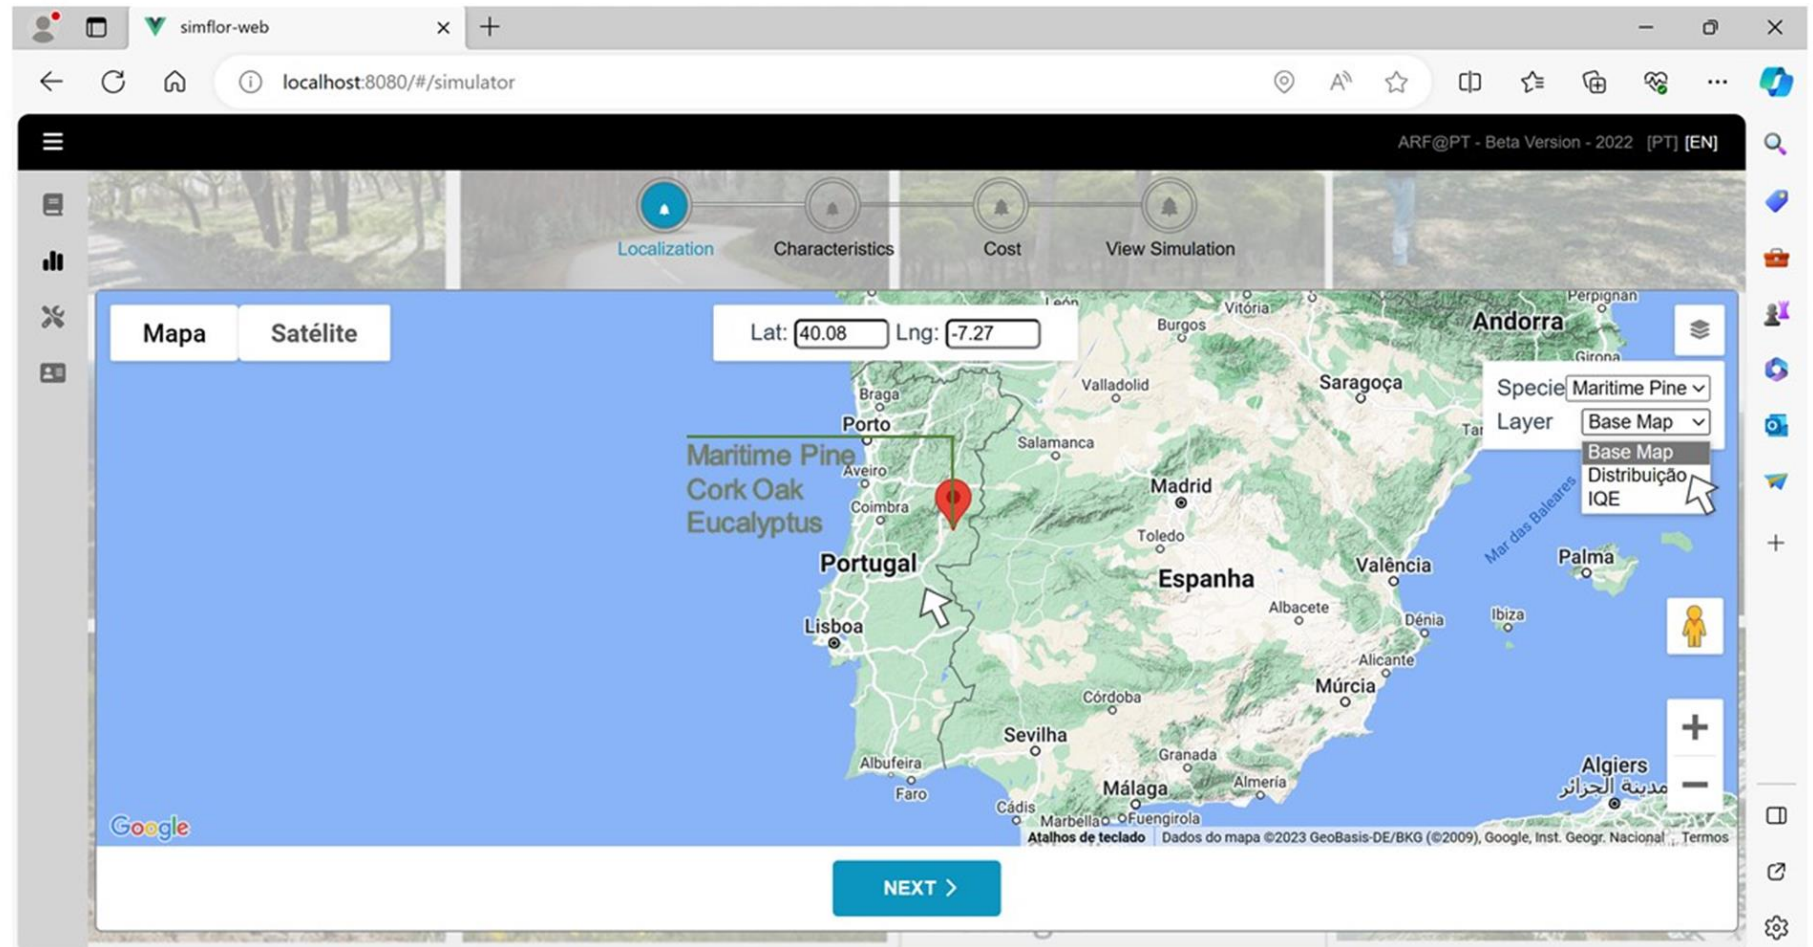 simflor-web
localhost:8080/#/simulator
ARF@PT - Beta Version - 2022 [PT] [EN]
Localization
Characteristics
Cost
View Simulation
Mapa
Satélite
Lat: 40.08 Lng: -7.27
Specie Maritime Pine
Layer Base Map
Base Map
Distribuição
IQE
León
Vitória
Perpignan
Burgos
Andorra
Girona
Valladolid
Saragoça
Braga
Porto
Salamanca
Tar
Maritime Pine
Cork Oak
Eucalyptus
Aveiro
Coimbra
Madrid
Toledo
Mar das Baleares
Portugal
Espanha
Valência
Palma
Lisboa
Albacete
Dénia
Ibiza
Alicante
Múrcia
Córdoba
Sevilha
Granada
Albufeira
Faro
Málaga
Almería
Algiers
مدينة الجزائر
Cádis
Marbella
Fuengirola
Google
Atalhos de teclado
Dados do mapa ©2023 GeoBasis-DE/BKG (©2009), Google, Inst. Geogr. Nacional
Termos
NEXT >